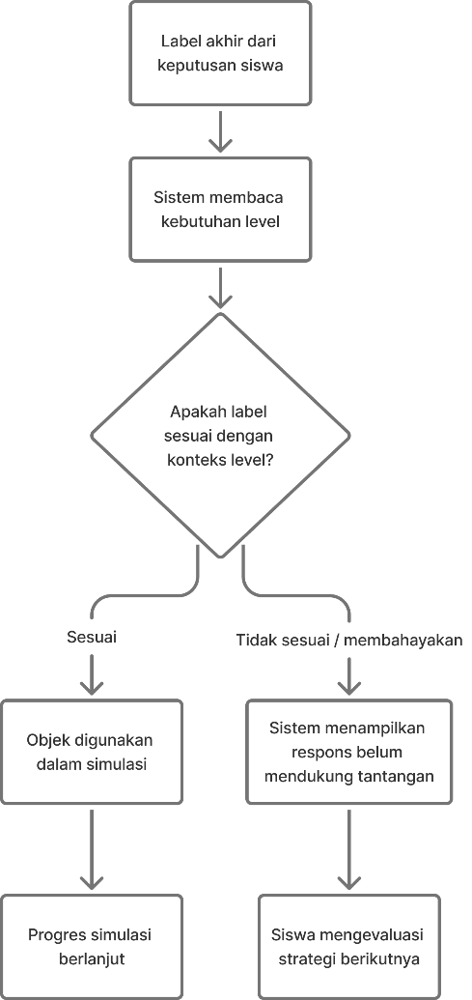 Label akhir dari
keputusan siswa
Sistem membaca
kebutuhan level
Apakah label
sesuai dengan
konteks level?
Sesuai
Tidak sesuai / membahayakan
Objek digunakan
dalam simulasi
Sistem menampilkan
respons belum
mendukung tantangan
Progres simulasi
berlanjut
Siswa mengevaluasi
strategi berikutnya